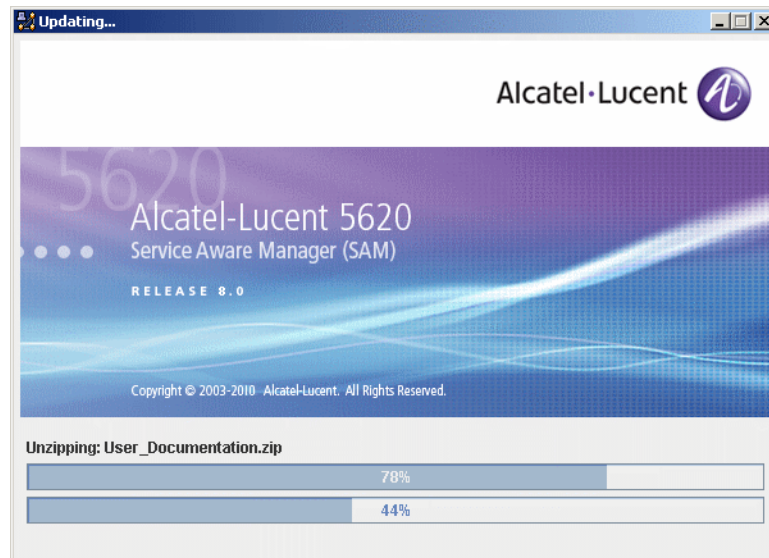 Updating...
Alcatel·Lucent
5620
Alcatel-Lucent 5620
Service Aware Manager (SAM)
RELEASE 8.0
Copyright © 2003-2010 Alcatel-Lucent. All Rights Reserved.
Unzipping: User_Documentation.zip
78%
44%